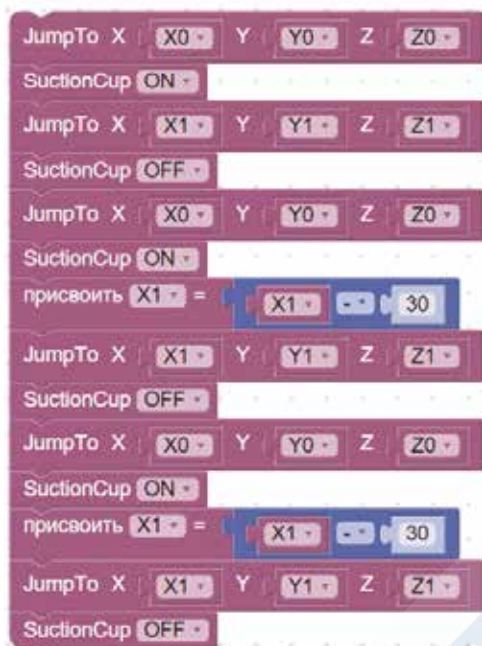 JumpTo X X0 Y Y0 Z Z0
SuctionCup ON
JumpTo X X1 Y Y1 Z Z1
SuctionCup OFF
JumpTo X X0 Y Y0 Z Z0
SuctionCup ON
присвоить X1 = X1 - 30
JumpTo X X1 Y Y1 Z Z1
SuctionCup OFF
JumpTo X X0 Y Y0 Z Z0
SuctionCup ON
присвоить X1 = X1 - 30
JumpTo X X1 Y Y1 Z Z1
SuctionCup OFF